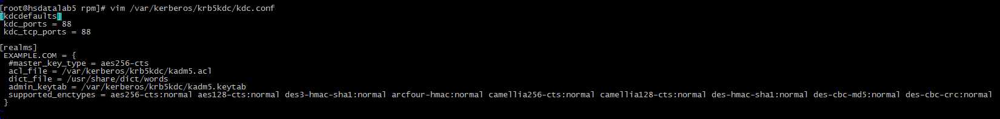 [root@hsdatalab5 rpm]# vim /var/kerberos/krb5kdc/kdc.conf
[kdcdefaults]
 kdc_ports = 88
 kdc_tcp_ports = 88
[realms]
 EXAMPLE.COM = {
  #master_key_type = aes256-cts
  acl_file = /var/kerberos/krb5kdc/kadm5.acl
  dict_file = /usr/share/dict/words
  admin_keytab = /var/kerberos/krb5kdc/kadm5.keytab
  supported_enctypes = aes256-cts:normal aes128-cts:normal des3-hmac-sha1:normal arcfour-hmac:normal camellia256-cts:normal camellia128-cts:normal des-hmac-sha1:normal des-cbc-md5:normal des-cbc-crc:normal
 }
~